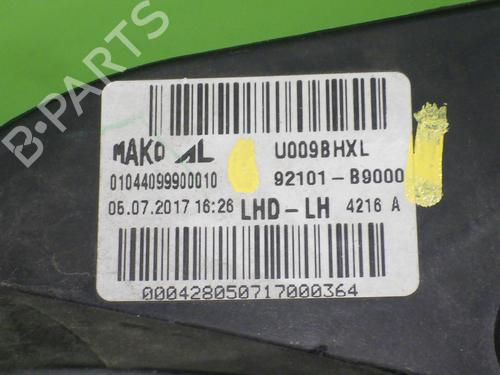 MAKO AL U009BHXL
01044099900010 92101-B9000
05.07.2017 16:26 LHD-LH 4216 A
000428050717000364
B-PARTS